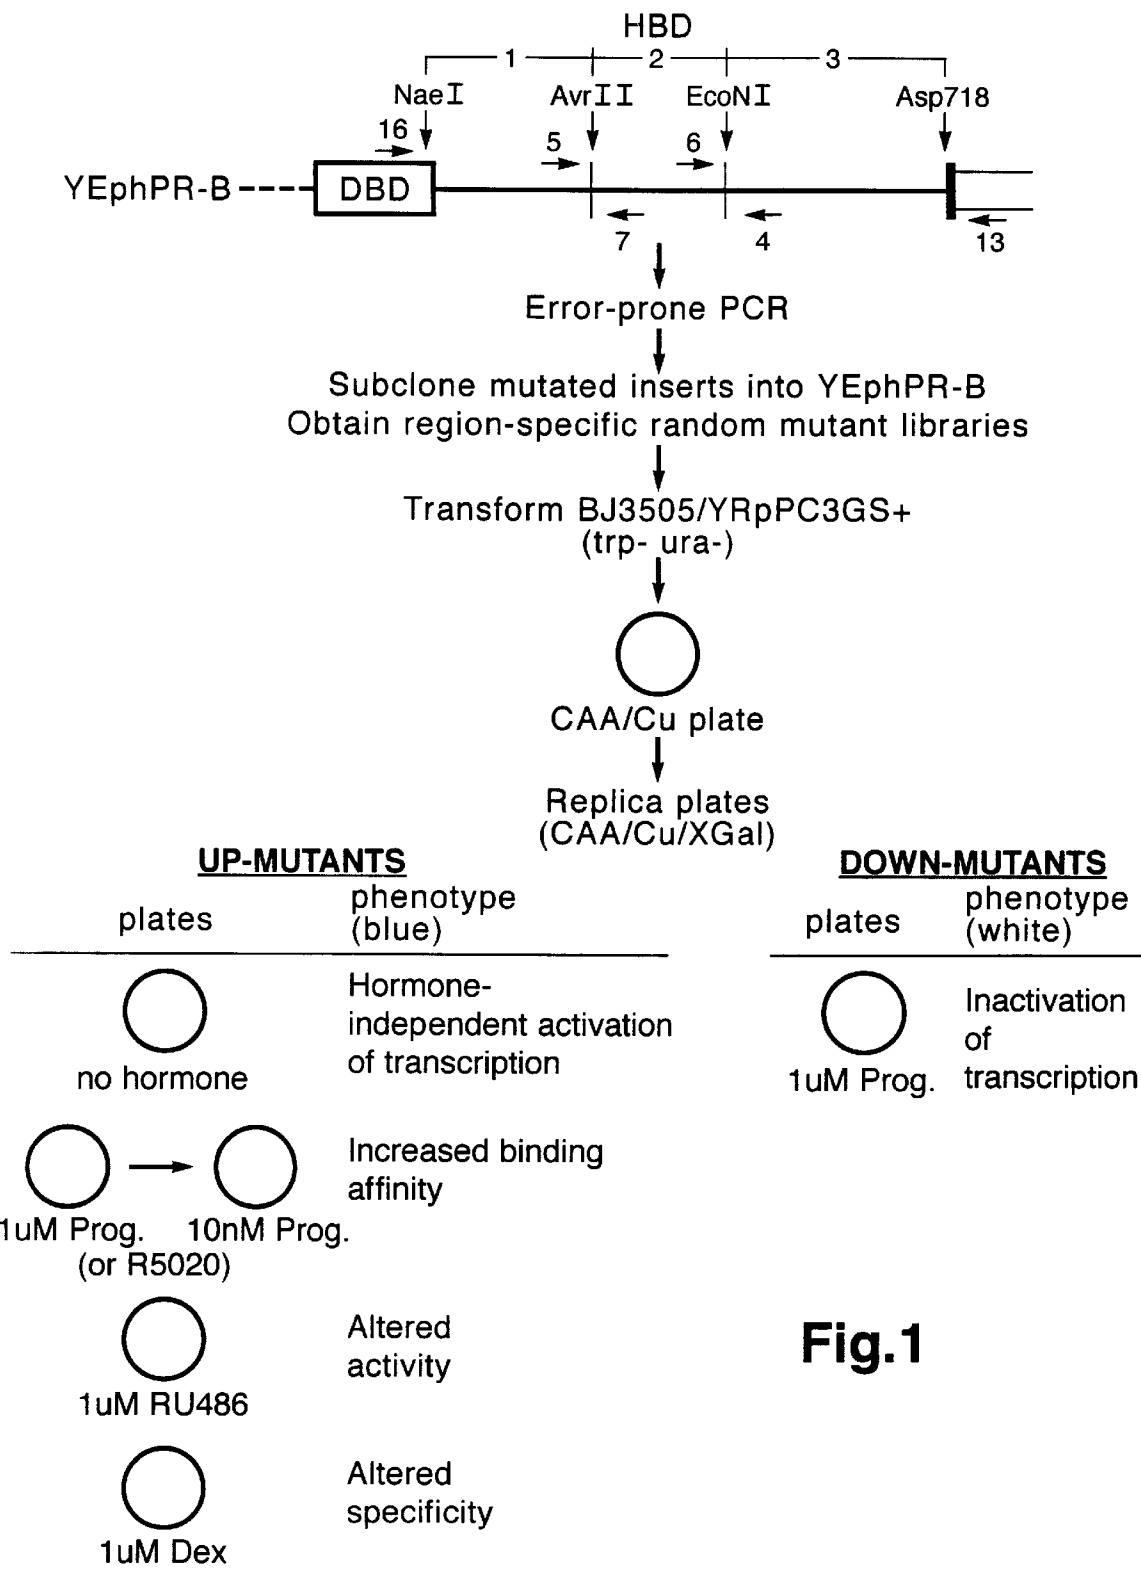 HBD
1 2 3
NaeI AvrII EcoNI Asp718
16 5 6
YEphPR-B DBD
7 4 13
Error-prone PCR
Subclone mutated inserts into YEphPR-B
Obtain region-specific random mutant libraries
Transform BJ3505/YRpPC3GS+
(trp- ura-)
CAA/Cu plate
Replica plates
(CAA/Cu/XGal)
UP-MUTANTS
plates
phenotype
(blue)
no hormone
Hormone-
independent activation
of transcription
1uM Prog. 10nM Prog.
(or R5020)
Increased binding
affinity
1uM RU486
Altered
activity
1uM Dex
Altered
specificity
DOWN-MUTANTS
plates
phenotype
(white)
1uM Prog.
Inactivation
of
transcription
Fig.1